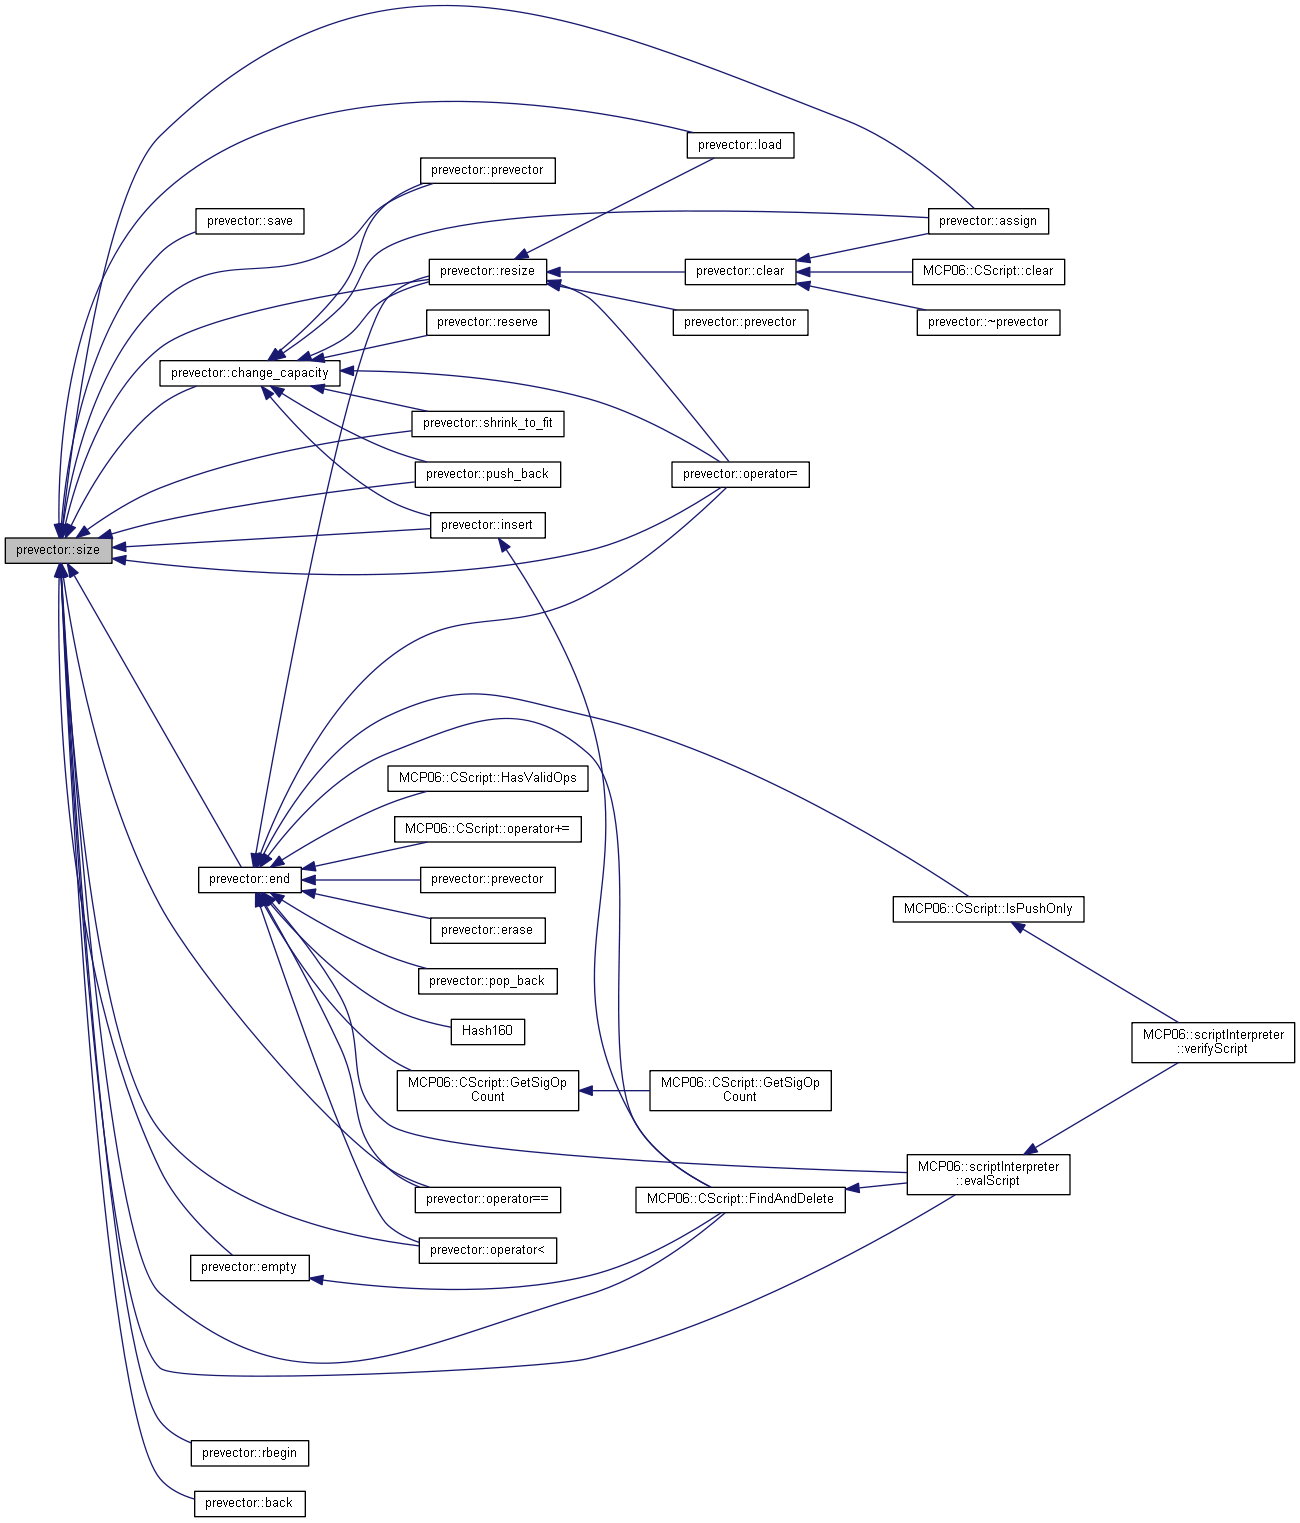 prevector::load
prevector::prevector
prevector::save
prevector::assign
prevector::resize
prevector::clear
MCP06::CScript::clear
prevector::reserve
prevector::prevector
prevector::~prevector
prevector::change_capacity
prevector::shrink_to_fit
prevector::push_back
prevector::operator=
prevector::insert
prevector::size
MCP06::CScript::HasValidOps
MCP06::CScript::operator+=
prevector::end
prevector::prevector
MCP06::CScript::IsPushOnly
prevector::erase
prevector::pop_back
Hash160
MCP06::scriptInterpreter
::verifyScript
MCP06::CScript::GetSigOp
Count
MCP06::CScript::GetSigOp
Count
MCP06::scriptInterpreter
::evalScript
prevector::operator==
MCP06::CScript::FindAndDelete
prevector::operator<
prevector::empty
prevector::rbegin
prevector::back